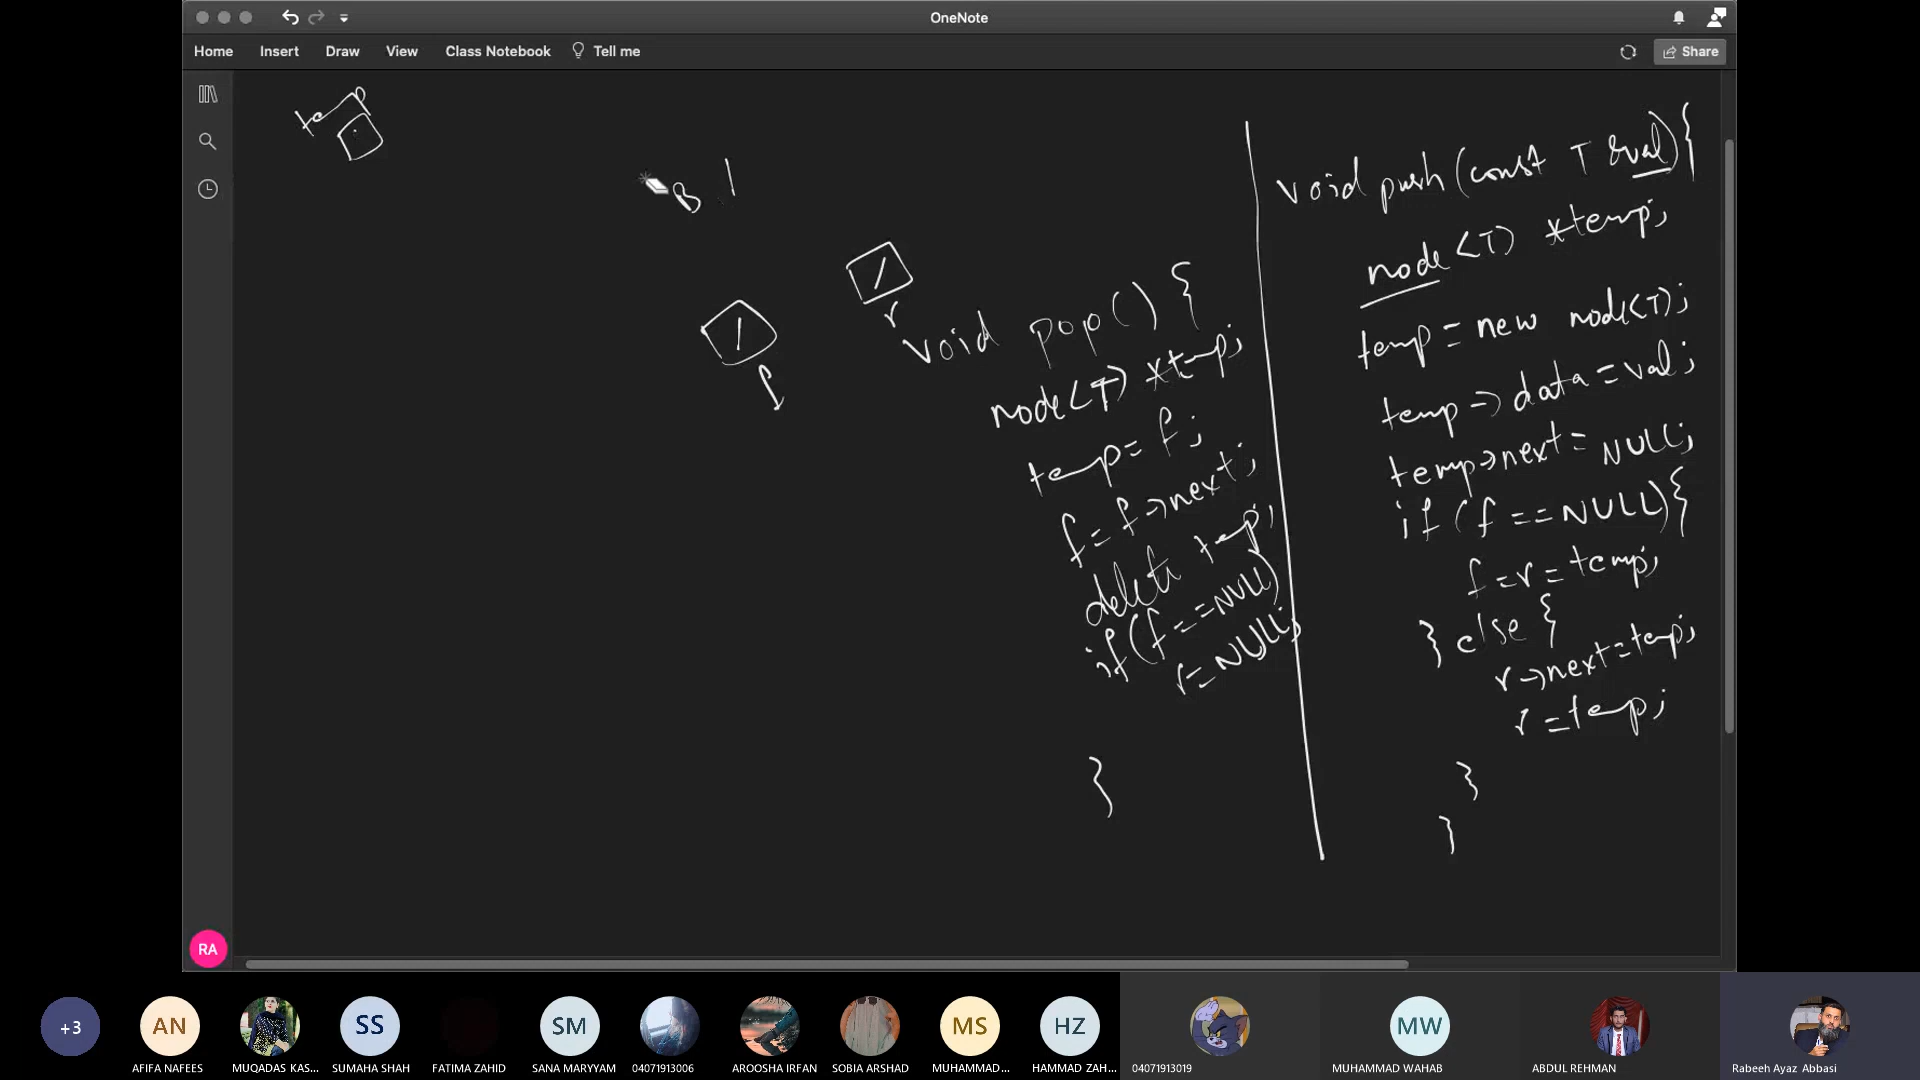 OneNote
Home Insert Draw View Class Notebook Tell me
Share
temp
B
r
f
void pop() {
node<T> *temp;
temp = f;
f = f->next;
delete temp;
if (f == NULL)
r = NULL;
}
void push (const T &val) {
node<T> *temp;
temp = new node<T>;
temp -> data = val;
temp->next = NULL;
if (f == NULL) {
f = r = temp;
} else {
r->next = temp;
r = temp;
}
}
RA
+3
AN
SS
SM
MS
HZ
MW
AFIFA NAFEES
MUQADAS KAS...
SUMAHA SHAH
FATIMA ZAHID
SANA MARYYAM
04071913006
AROOSHA IRFAN
SOBIA ARSHAD
MUHAMMAD...
HAMMAD ZAH...
04071913019
MUHAMMAD WAHAB
ABDUL REHMAN
Rabeeh Ayaz Abbasi